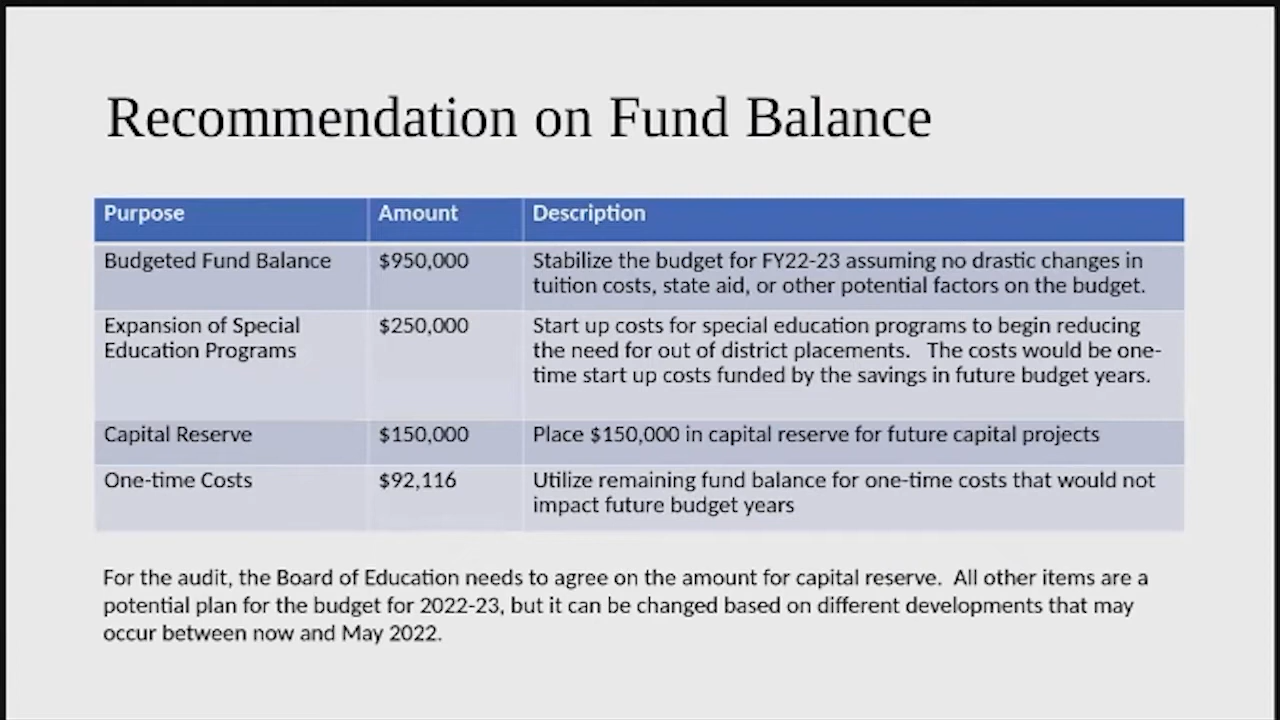 Recommendation on Fund Balance
Purpose Amount Description
Budgeted Fund Balance $950,000 Stabilize the budget for FY22-23 assuming no drastic changes in
tuition costs, state aid, or other potential factors on the budget.
Expansion of Special $250,000 Start up costs for special education programs to begin reducing
Education Programs the need for out of district placements. The costs would be one-
time start up costs funded by the savings in future budget years.
Capital Reserve $150,000 Place $150,000 in capital reserve for future capital projects
One-time Costs $92,116 Utilize remaining fund balance for one-time costs that would not
impact future budget years
For the audit, the Board of Education needs to agree on the amount for capital reserve. All other items are a
potential plan for the budget for 2022-23, but it can be changed based on different developments that may
occur between now and May 2022.